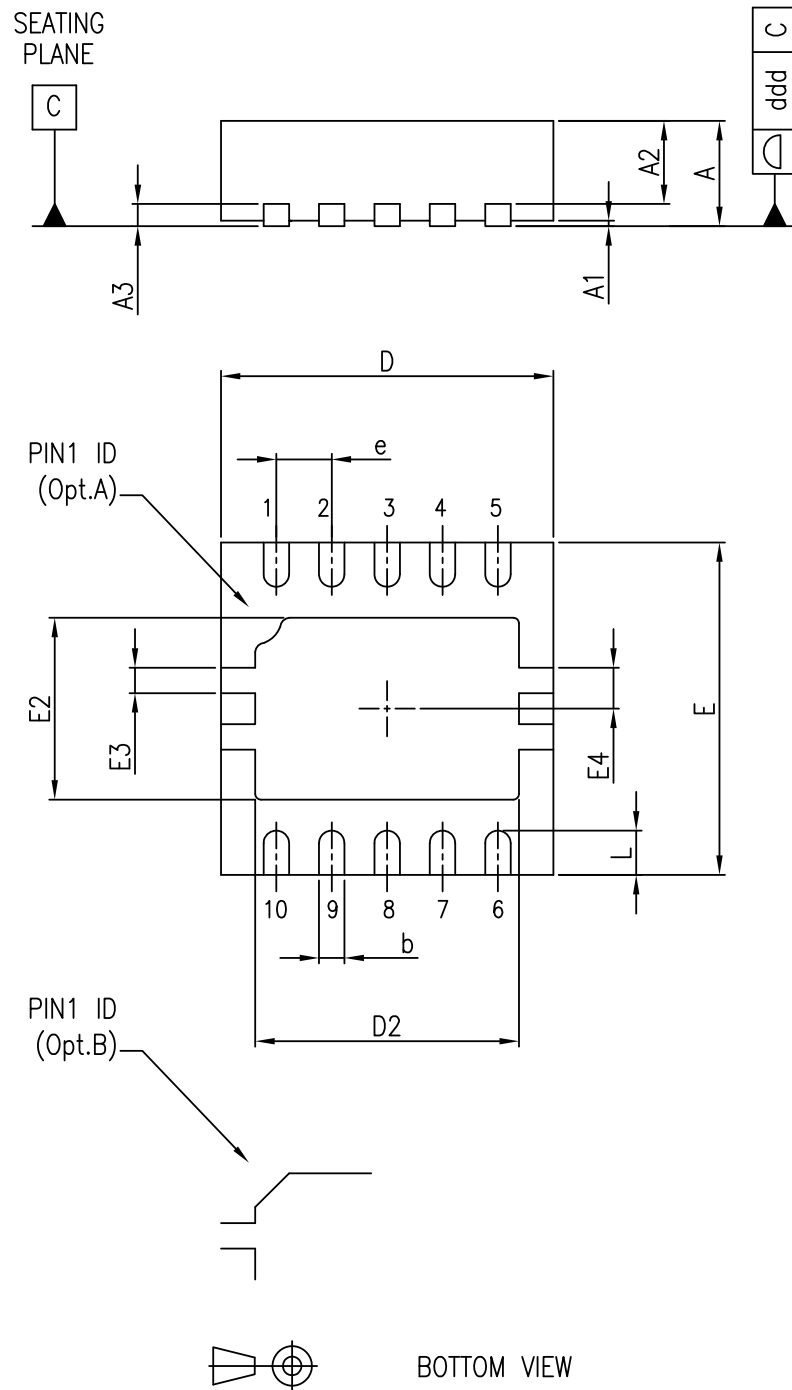 SEATING
PLANE
C
ddd C
A2
A
A3
A1
D
PIN1 ID
(Opt.A)
e
1 2 3 4 5
E2
E3
E4
E
L
10 9 8 7 6
b
PIN1 ID
(Opt.B)
D2
BOTTOM VIEW